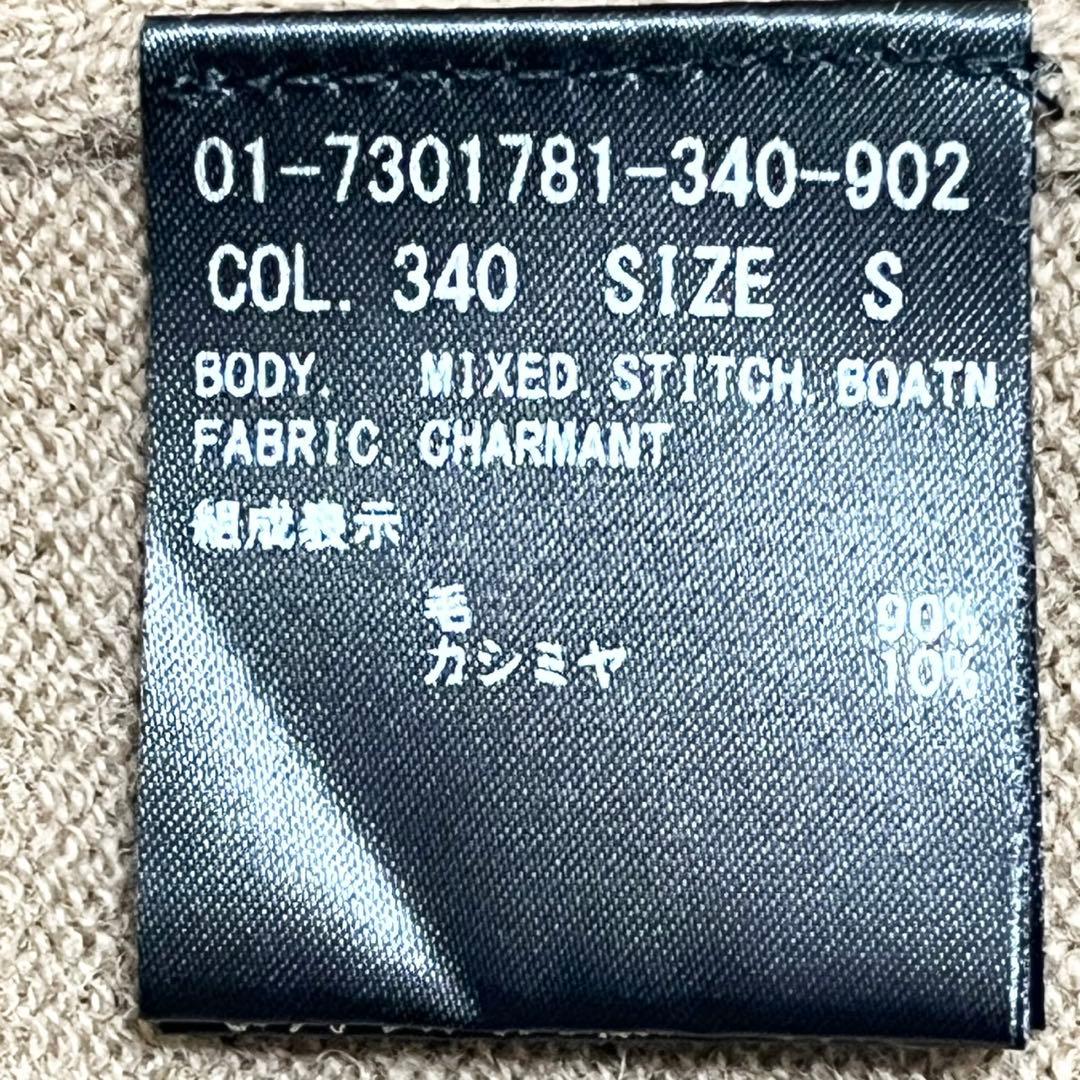 01-7301781-340-902
COL. 340 SIZE S
BODY. MIXED.STITCH.BOATN
FABRIC.CHARMANT
組成表示
毛 90%
カシミヤ 10%